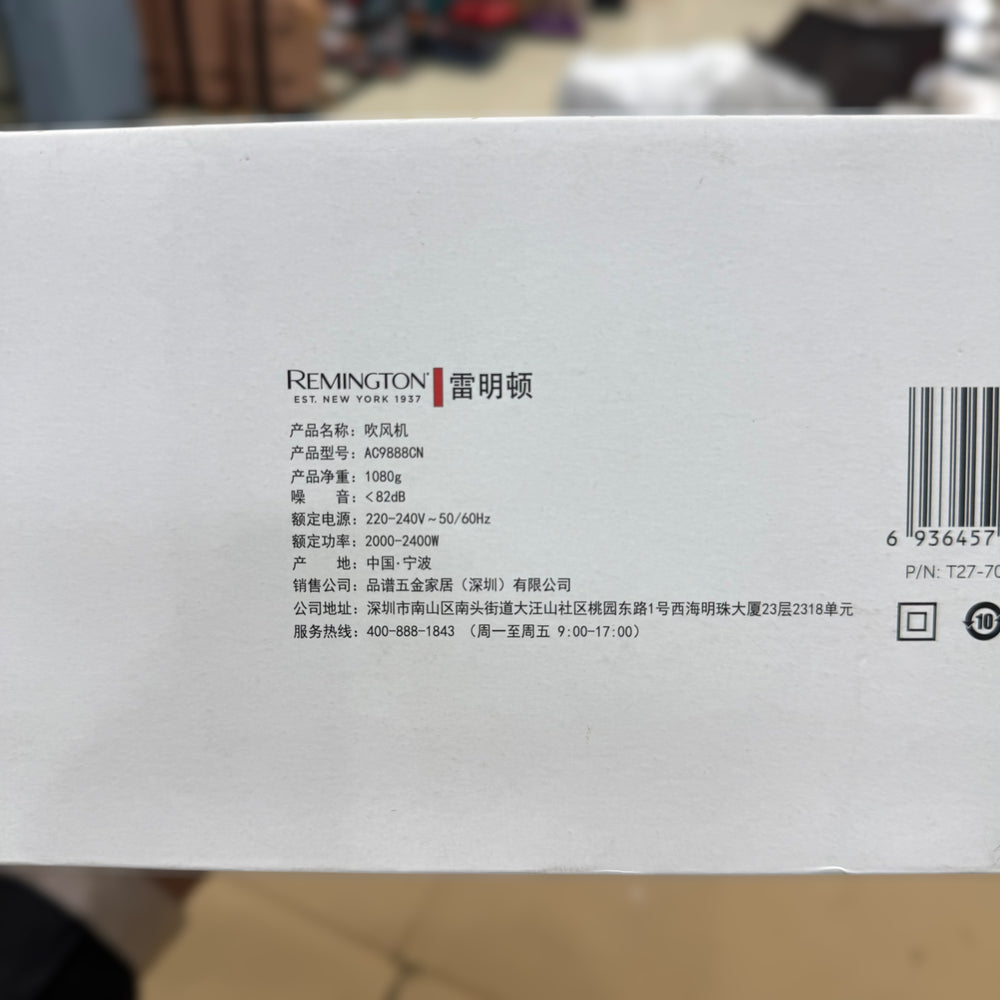 REMINGTON 雷明顿
EST. NEW YORK 1937
产品名称：吹风机
产品型号：AC9888CN
产品净重：1080g
噪　　音：<82dB
额定电源：220-240V~50/60Hz
额定功率：2000-2400W
产　　地：中国·宁波
销售公司：品谱五金家居（深圳）有限公司
公司地址：深圳市南山区南头街道大汪山社区桃园东路1号西海明珠大厦23层2318单元
服务热线：400-888-1843 （周一至周五 9:00-17:00）
6 936457
P/N: T27-70
10